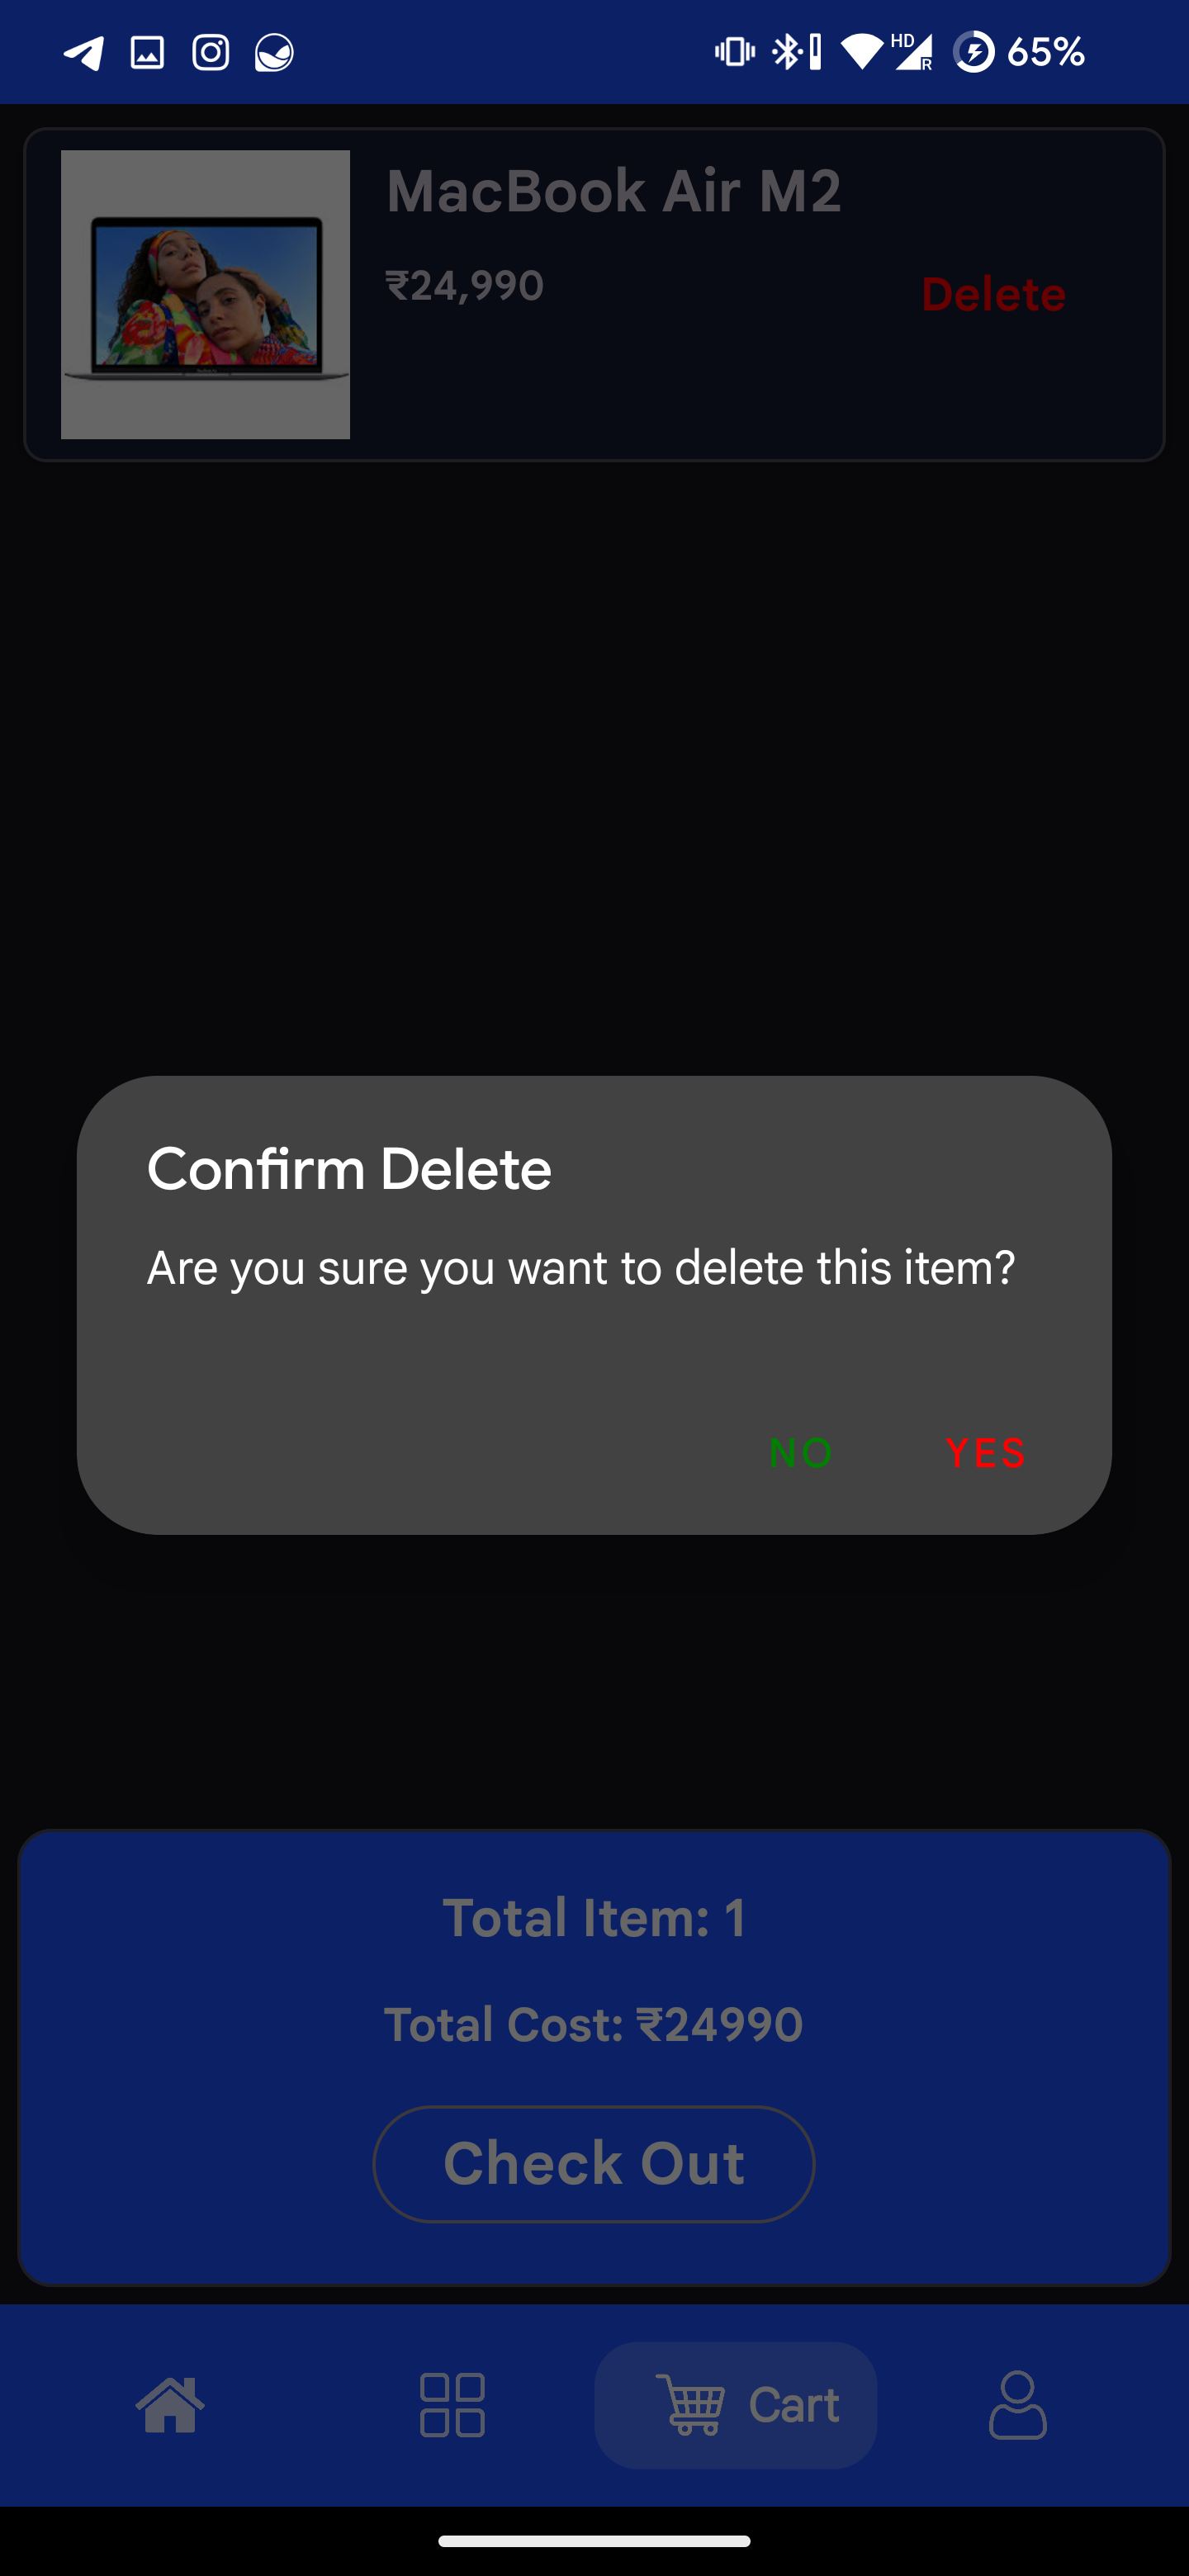 HD
R
65%
MacBook Air M2
₹24,990
Delete
Confirm Delete
Are you sure you want to delete this item?
NO YES
Total Item: 1
Total Cost: ₹24990
Check Out
Cart